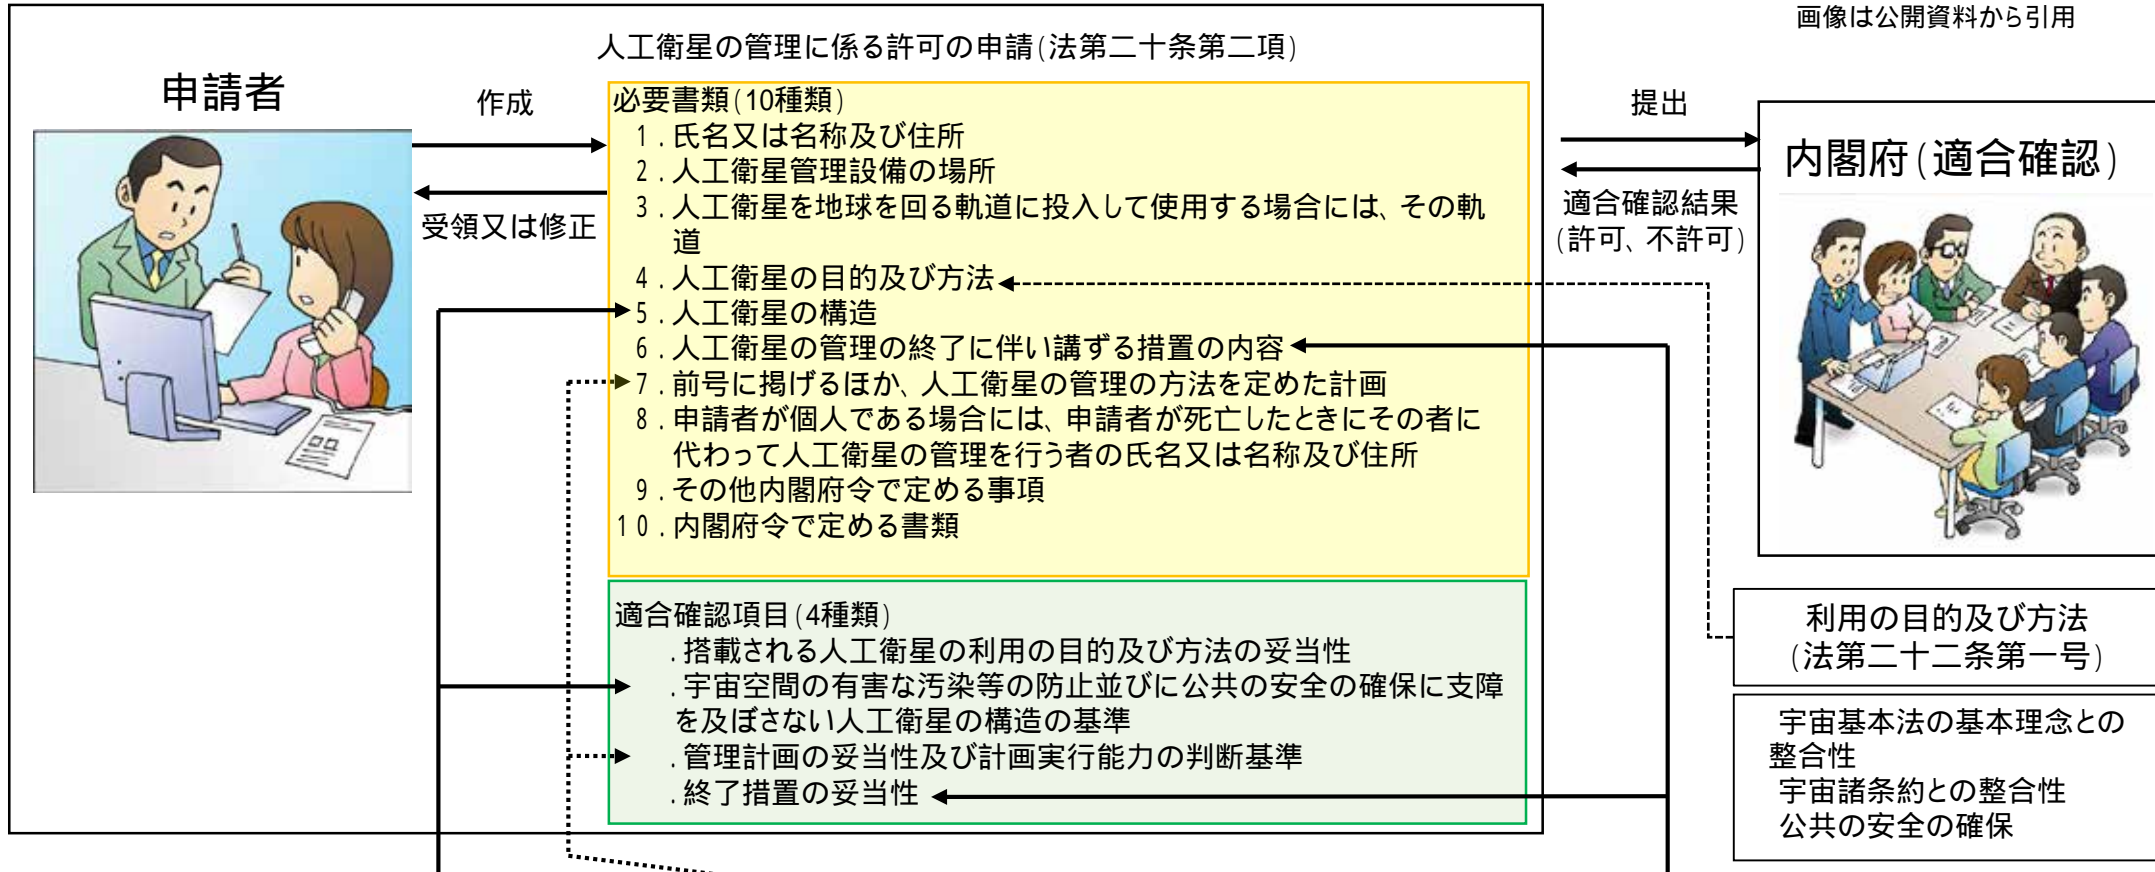 画像は公開資料から引用
人工衛星の管理に係る許可の申請(法第二十条第二項)
申請者
作成
受領又は修正
必要書類(10種類)
1.氏名又は名称及び住所
2.人工衛星管理設備の場所
3.人工衛星を地球を回る軌道に投入して使用する場合には、その軌
道
4.人工衛星の目的及び方法
5.人工衛星の構造
6.人工衛星の管理の終了に伴い講ずる措置の内容
7.前号に掲げるほか、人工衛星の管理の方法を定めた計画
8.申請者が個人である場合には、申請者が死亡したときにその者に
代わって人工衛星の管理を行う者の氏名又は名称及び住所
9.その他内閣府令で定める事項
10.内閣府令で定める書類
適合確認項目(4種類)
.搭載される人工衛星の利用の目的及び方法の妥当性
.宇宙空間の有害な汚染等の防止並びに公共の安全の確保に支障
を及ぼさない人工衛星の構造の基準
.管理計画の妥当性及び計画実行能力の判断基準
.終了措置の妥当性
提出
適合確認結果
(許可、不許可)
内閣府(適合確認)
利用の目的及び方法
(法第二十二条第一号)
宇宙基本法の基本理念との
整合性
宇宙諸条約との整合性
公共の安全の確保